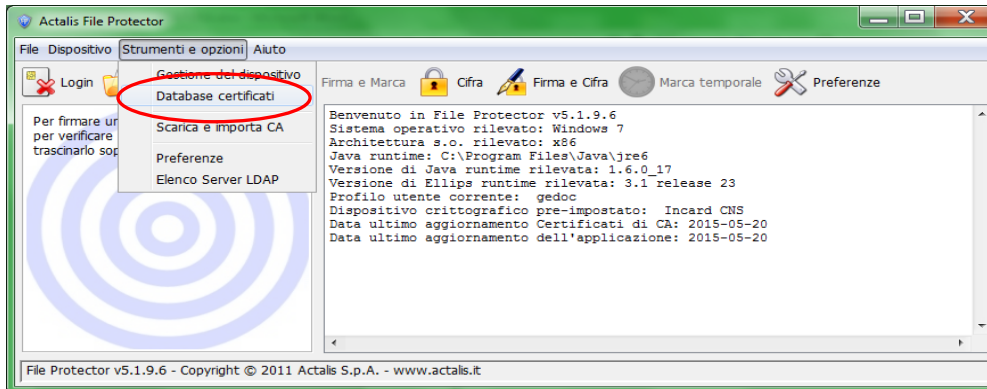 Actalis File Protector
File Dispositivo Strumenti e opzioni Aiuto
Login
Firma e Marca
Cifra
Firma e Cifra
Marca temporale
Preferenze
Gestione del dispositivo
Database certificati
Scarica e importa CA
Preferenze
Elenco Server LDAP
Per firmare un
per verificare
trascinarlo sop
Benvenuto in File Protector v5.1.9.6
Sistema operativo rilevato: Windows 7
Architettura s.o. rilevato: x86
Java runtime: C:\Program Files\Java\jre6
Versione di Java runtime rilevata: 1.6.0_17
Versione di Ellips runtime rilevata: 3.1 release 23
Profilo utente corrente: gedoc
Dispositivo crittografico pre-impostato: Incard CNS
Data ultimo aggiornamento Certificati di CA: 2015-05-20
Data ultimo aggiornamento dell'applicazione: 2015-05-20
File Protector v5.1.9.6 - Copyright © 2011 Actalis S.p.A. - www.actalis.it